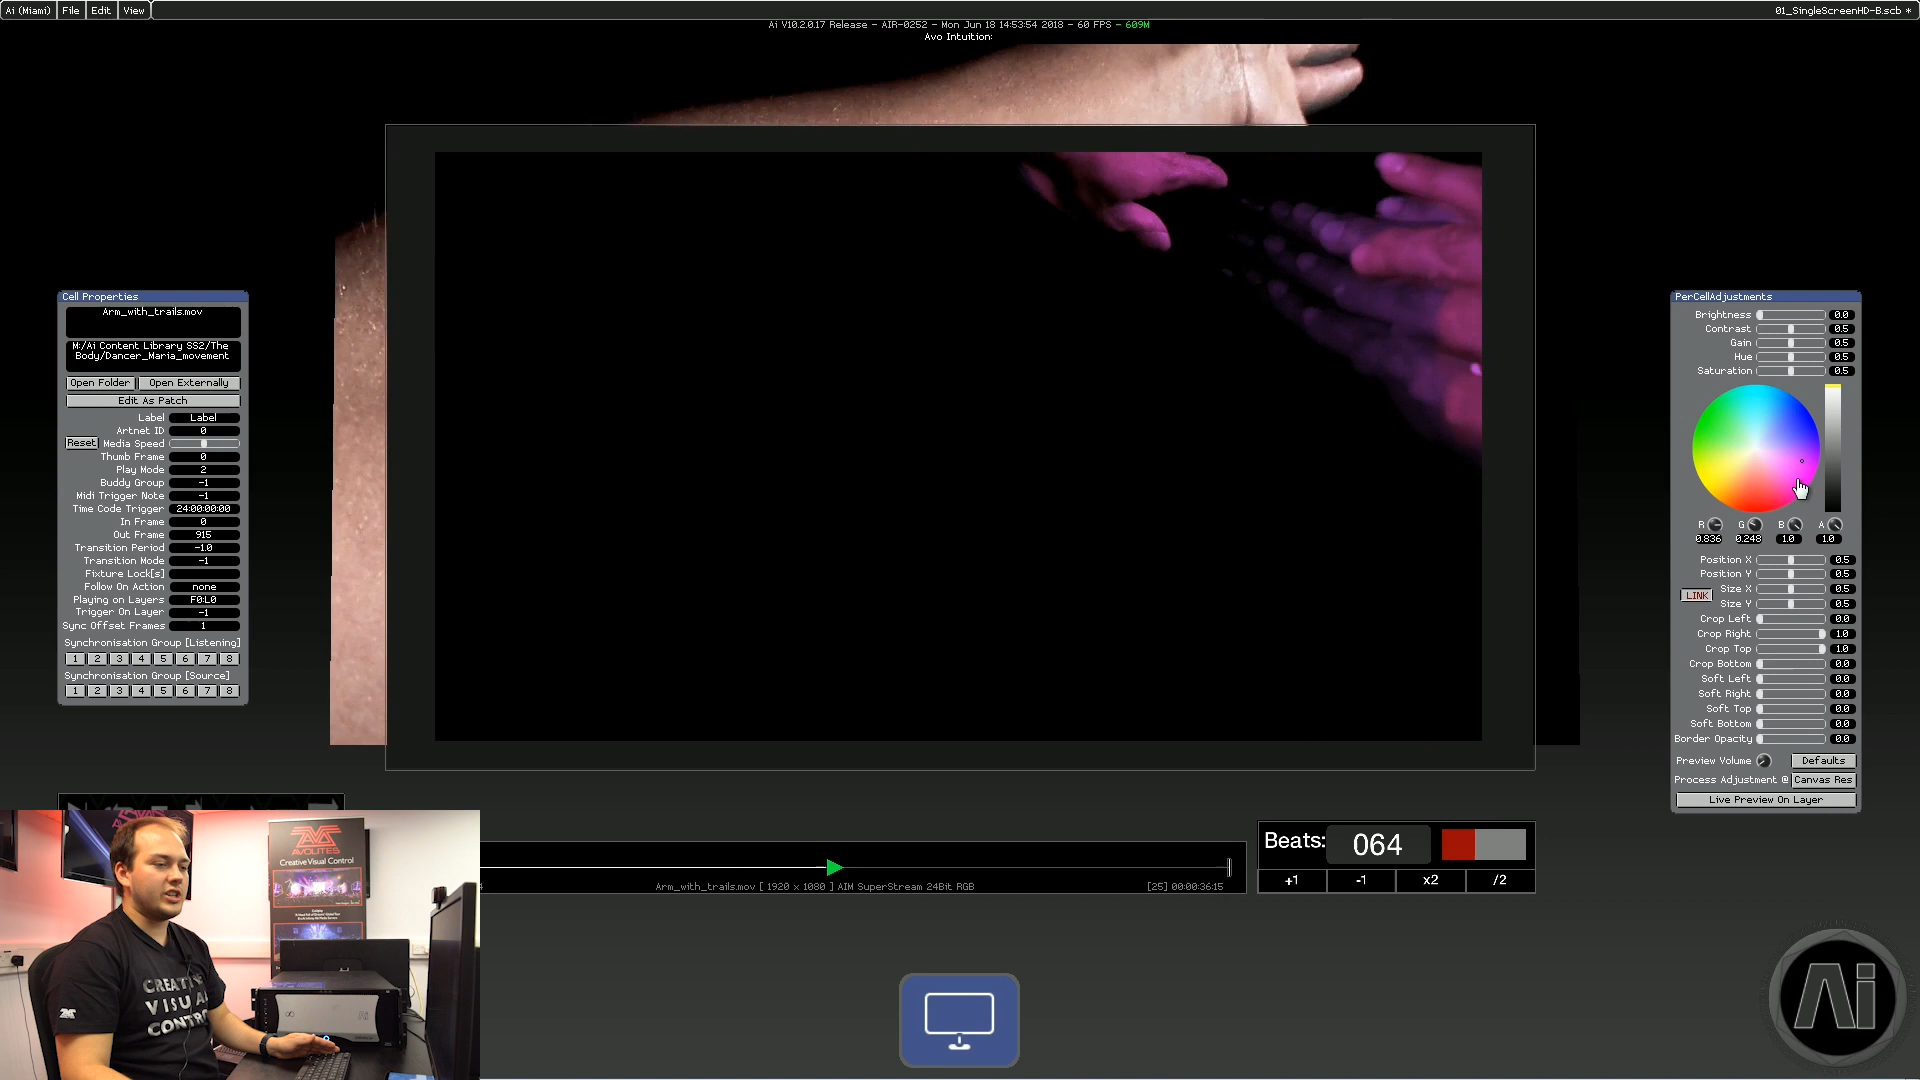 Ai (Miami) File Edit View
01_SingleScreenHD-B.scb *
Ai V10.2.0.17 Release - AIR-0252 - Mon Jun 18 14:53:54 2018 - 60 FPS - 609M
Avo Intuition:
Cell Properties
Arm_with_trails.mov
M:/Ai Content Library SS2/The
Body/Dancer_Maria_movement
Open Folder Open Externally
Edit As Patch
Label Label
Artnet ID 0
Reset Media Speed
Thumb Frame 0
Play Mode 2
Buddy Group -1
Midi Trigger Note -1
Time Code Trigger 24:00:00:00
In Frame 0
Out Frame 915
Transition Period -1.0
Transition Mode -1
Fixture Lock[s]
Follow On Action none
Playing on Layers F0:L0
Trigger On Layer -1
Sync Offset Frames 1
Synchronisation Group [Listening]
1 2 3 4 5 6 7 8
Synchronisation Group [Source]
1 2 3 4 5 6 7 8
PerCellAdjustments
Brightness 0.0
Contrast 0.5
Gain 0.5
Hue 0.5
Saturation 0.5
R G B A
0.836 0.248 1.0 1.0
Position X 0.5
Position Y 0.5
LINK
Size X 0.5
Size Y 0.5
Crop Left 0.0
Crop Right 1.0
Crop Top 1.0
Crop Bottom 0.0
Soft Left 0.0
Soft Right 0.0
Soft Top 0.0
Soft Bottom 0.0
Border Opacity 0.0
Preview Volume Defaults
Process Adjustment @ Canvas Res
Live Preview On Layer
Arm_with_trails.mov [ 1920 x 1080 ] AIM SuperStream 24Bit RGB
[25] 00:00:36:15
Beats: 064
+1 -1 x2 /2
AVOLITES
Creative Visual Control
CREATIVE
VISUAL
CONTROL
Ai